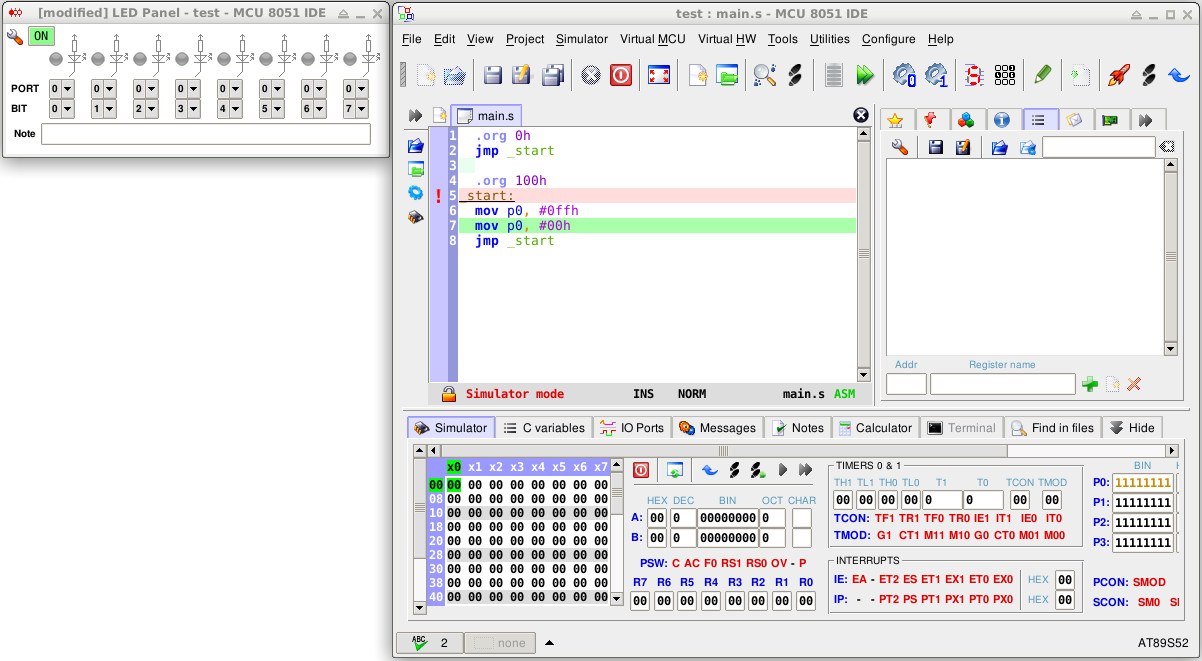 [modified] LED Panel - test - MCU 8051 IDE
ON
PORT 0 0 0 0 0 0 0 0
BIT 0 1 2 3 4 5 6 7
Note
test : main.s - MCU 8051 IDE
File Edit View Project Simulator Virtual MCU Virtual HW Tools Utilities Configure Help
main.s
1 .org 0h
2 jmp _start
3
4 .org 100h
! 5 _start:
6 mov p0, #0ffh
7 mov p0, #00h
8 jmp _start
Simulator mode INS NORM main.s ASM
Addr Register name
Simulator C variables IO Ports Messages Notes Calculator Terminal Find in files Hide
x0 x1 x2 x3 x4 x5 x6 x7
00 00 00 00 00 00 00 00 00
08 00 00 00 00 00 00 00 00
10 00 00 00 00 00 00 00 00
18 00 00 00 00 00 00 00 00
20 00 00 00 00 00 00 00 00
28 00 00 00 00 00 00 00 00
30 00 00 00 00 00 00 00 00
38 00 00 00 00 00 00 00 00
40 00 00 00 00 00 00 00 00
HEX DEC BIN OCT CHAR
A: 00 0 00000000 0
B: 00 0 00000000 0
PSW: C AC F0 RS1 RS0 OV - P
R7 R6 R5 R4 R3 R2 R1 R0
00 00 00 00 00 00 00 00
TIMERS 0 & 1
TH1 TL1 TH0 TL0 T1 T0 TCON TMOD
00 00 00 00 0 0 00 00
TCON: TF1 TR1 TF0 TR0 IE1 IT1 IE0 IT0
TMOD: G1 CT1 M11 M10 G0 CT0 M01 M00
INTERRUPTS
IE: EA - ET2 ES ET1 EX1 ET0 EX0 HEX 00
IP: - - PT2 PS PT1 PX1 PT0 PX0 HEX 00
BIN
P0: 11111111
P1: 11111111
P2: 11111111
P3: 11111111
PCON: SMOD
SCON: SM0
ABC 2 none AT89S52